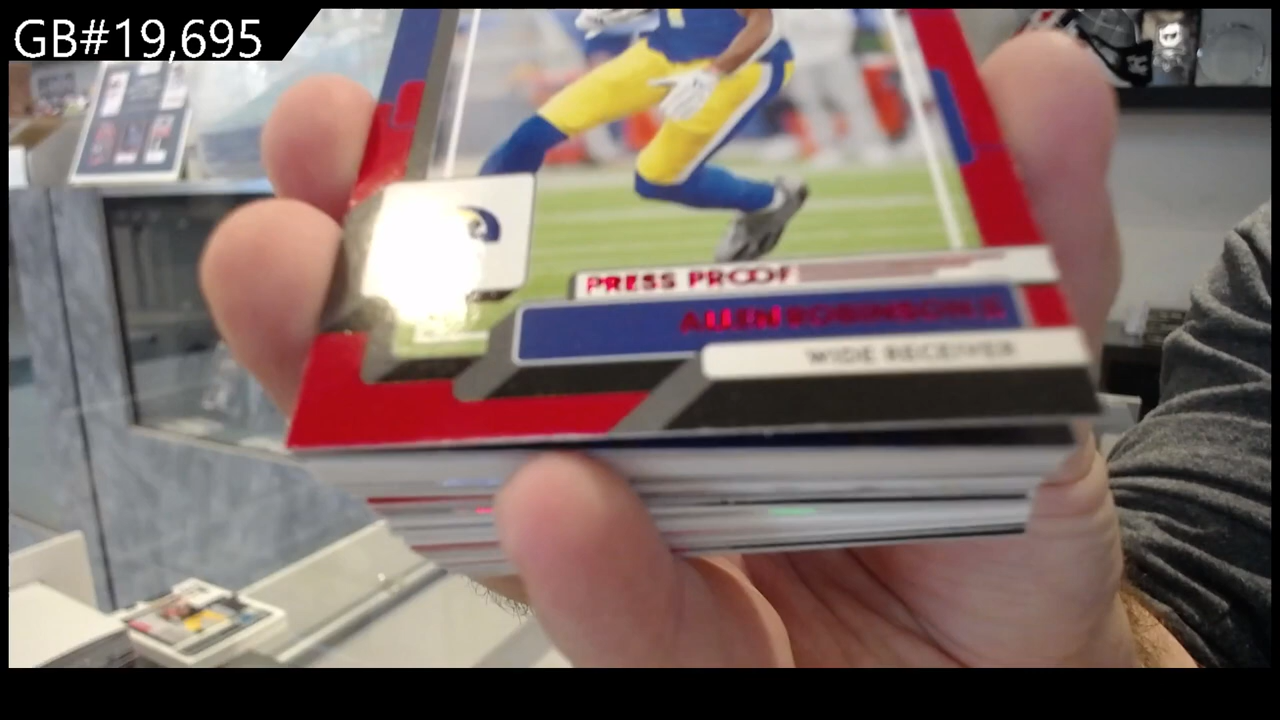 GB#19,695
PRESS PROOF
ALLEN ROBINSON II
WIDE RECEIVER